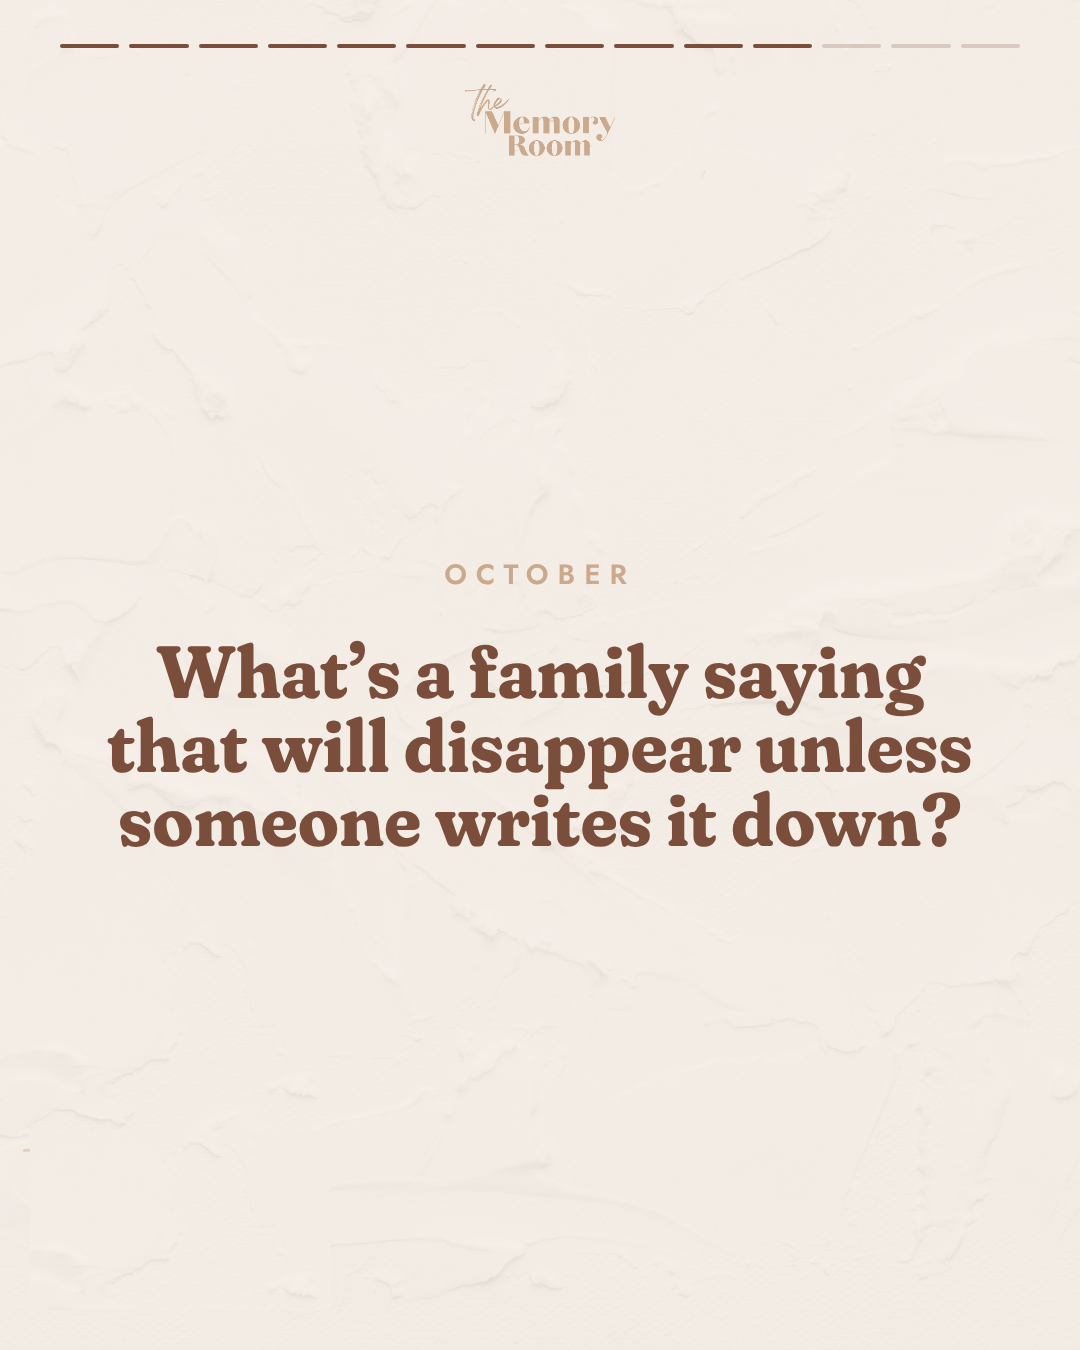 the
Memory
Room
OCTOBER
What’s a family saying
that will disappear unless
someone writes it down?